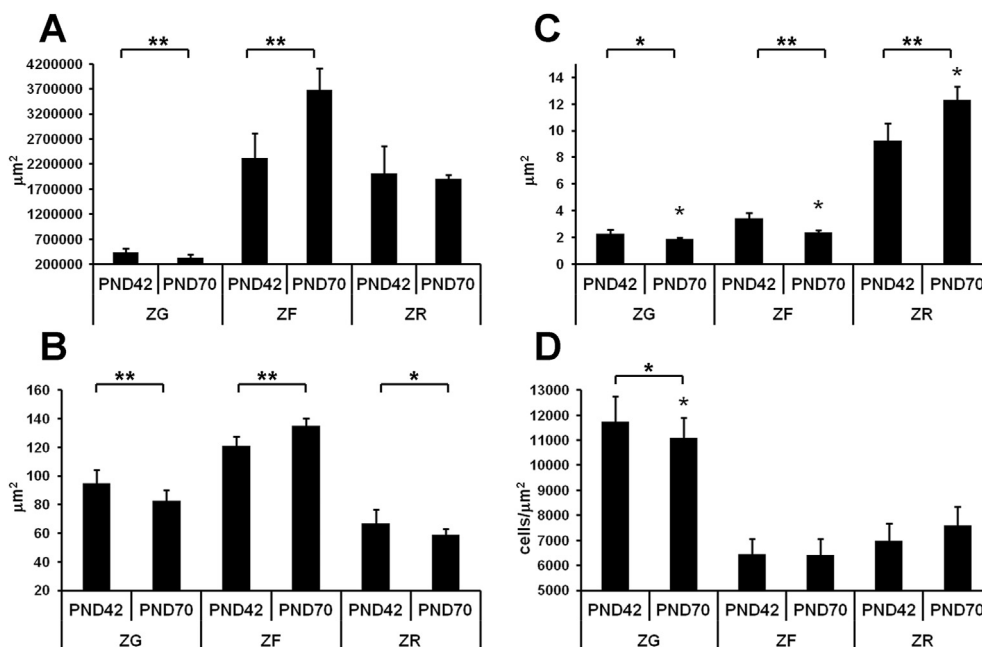 A
** **
4200000
3700000
3200000
2700000
2200000
1700000
1200000
700000
200000
μm²
PND42 PND70 PND42 PND70 PND42 PND70
ZG ZF ZR
C
* ** **
14
12
10
8
6
4
2
0
μm²
* * *
PND42 PND70 PND42 PND70 PND42 PND70
ZG ZF ZR
B
** ** *
160
140
120
100
80
60
40
20
μm²
PND42 PND70 PND42 PND70 PND42 PND70
ZG ZF ZR
D
*
*
13000
12000
11000
10000
9000
8000
7000
6000
5000
cells/μm²
PND42 PND70 PND42 PND70 PND42 PND70
ZG ZF ZR